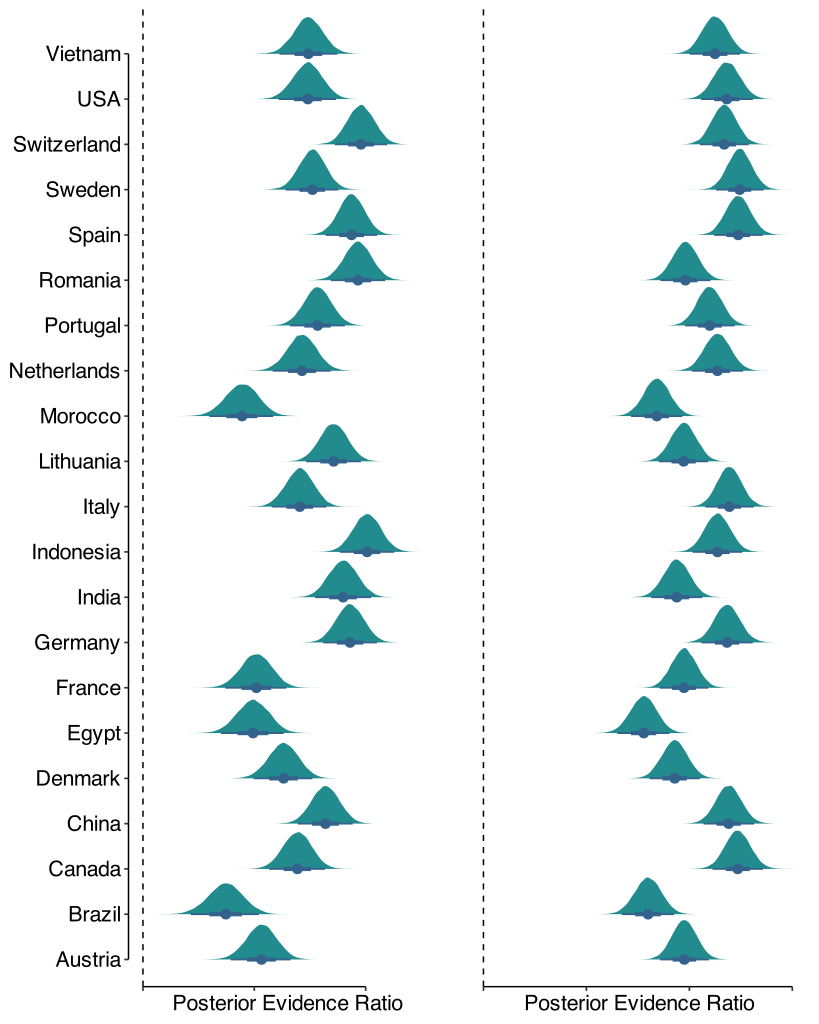 Vietnam
USA
Switzerland
Sweden
Spain
Romania
Portugal
Netherlands
Morocco
Lithuania
Italy
Indonesia
India
Germany
France
Egypt
Denmark
China
Canada
Brazil
Austria
Posterior Evidence Ratio
Posterior Evidence Ratio